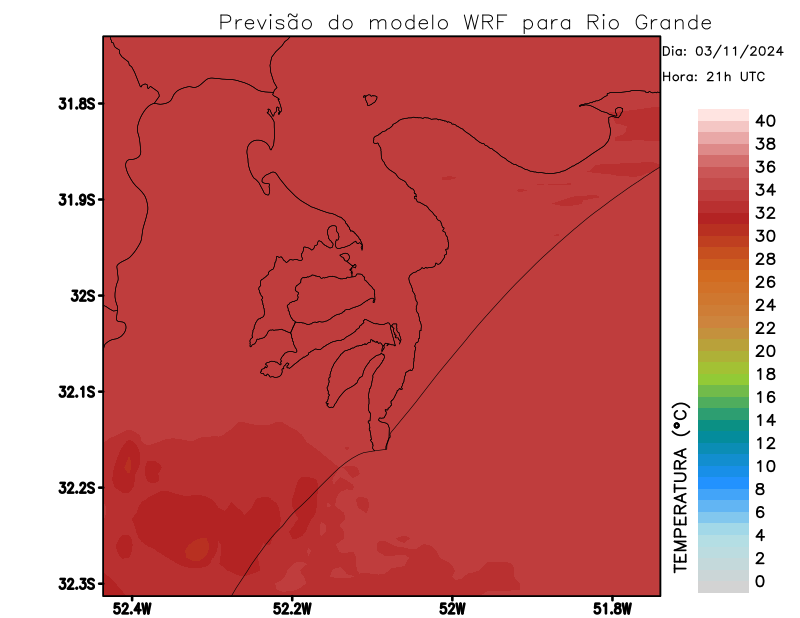 Previsão do modelo WRF para Rio Grande
Dia: 03/11/2024
Hora: 21h UTC
31.8S
31.9S
32S
32.1S
32.2S
32.3S
52.4W
52.2W
52W
51.8W
TEMPERATURA (°C)
40
38
36
34
32
30
28
26
24
22
20
18
16
14
12
10
8
6
4
2
0